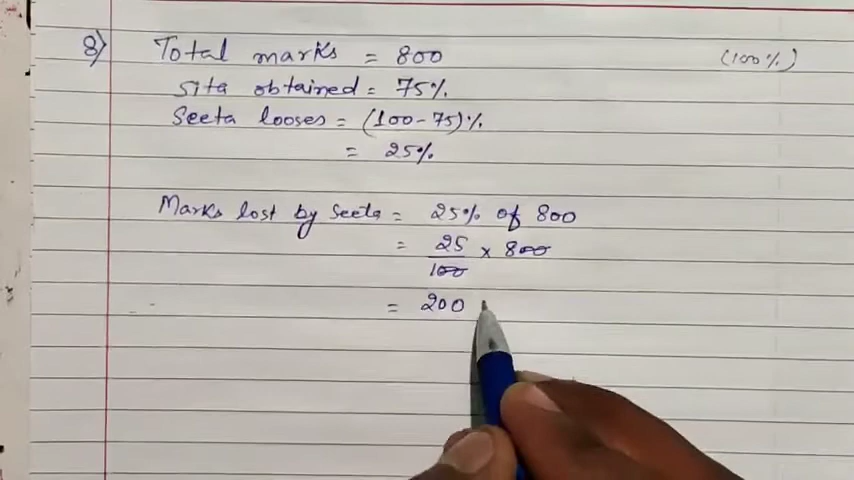 8) Total marks = 800 (100%)
Sita obtained = 75%.
Seeta looses = (100-75)%
= 25%
Marks lost by Seeta = 25% of 800
= 25/100 x 800
= 200